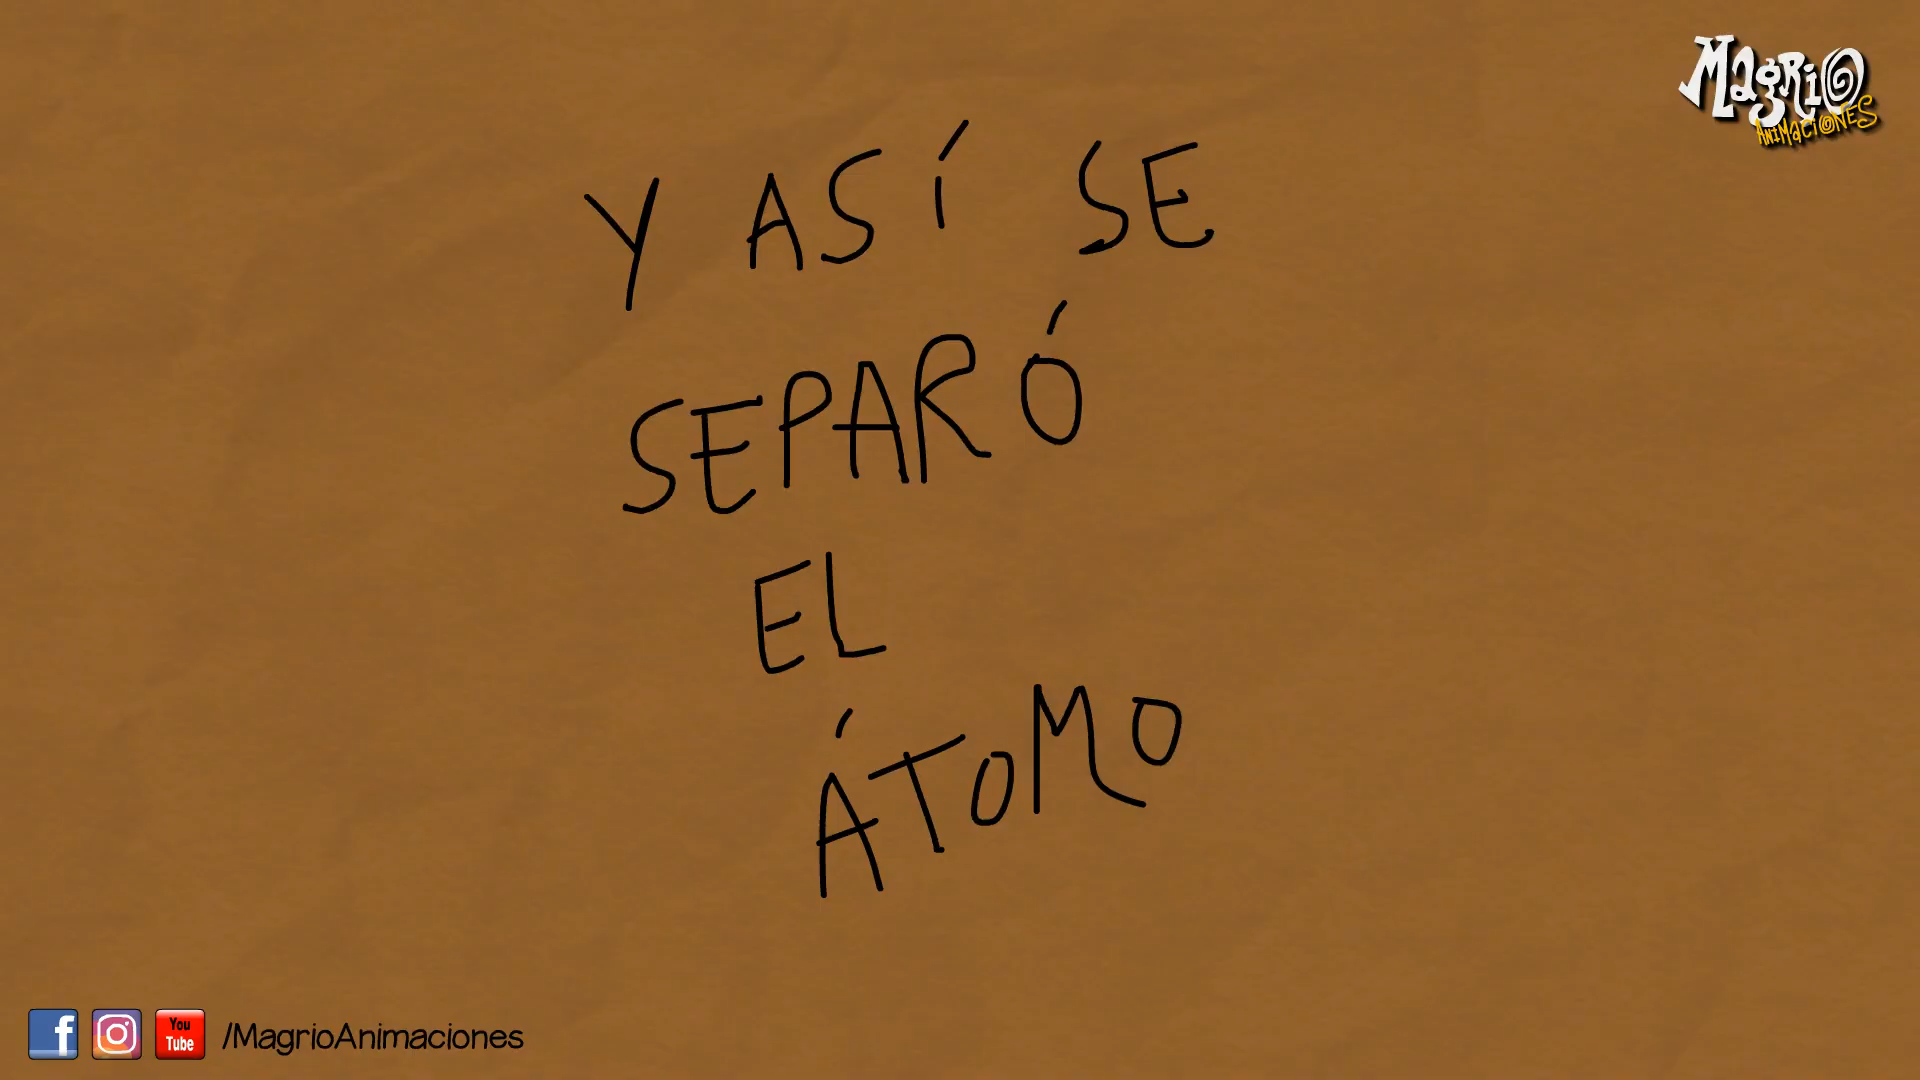 Magrio
ANiMaCiONES
Y ASÍ SE
SEPARÓ
EL
ÁTOMO
f
You
Tube
/MagrioAnimaciones